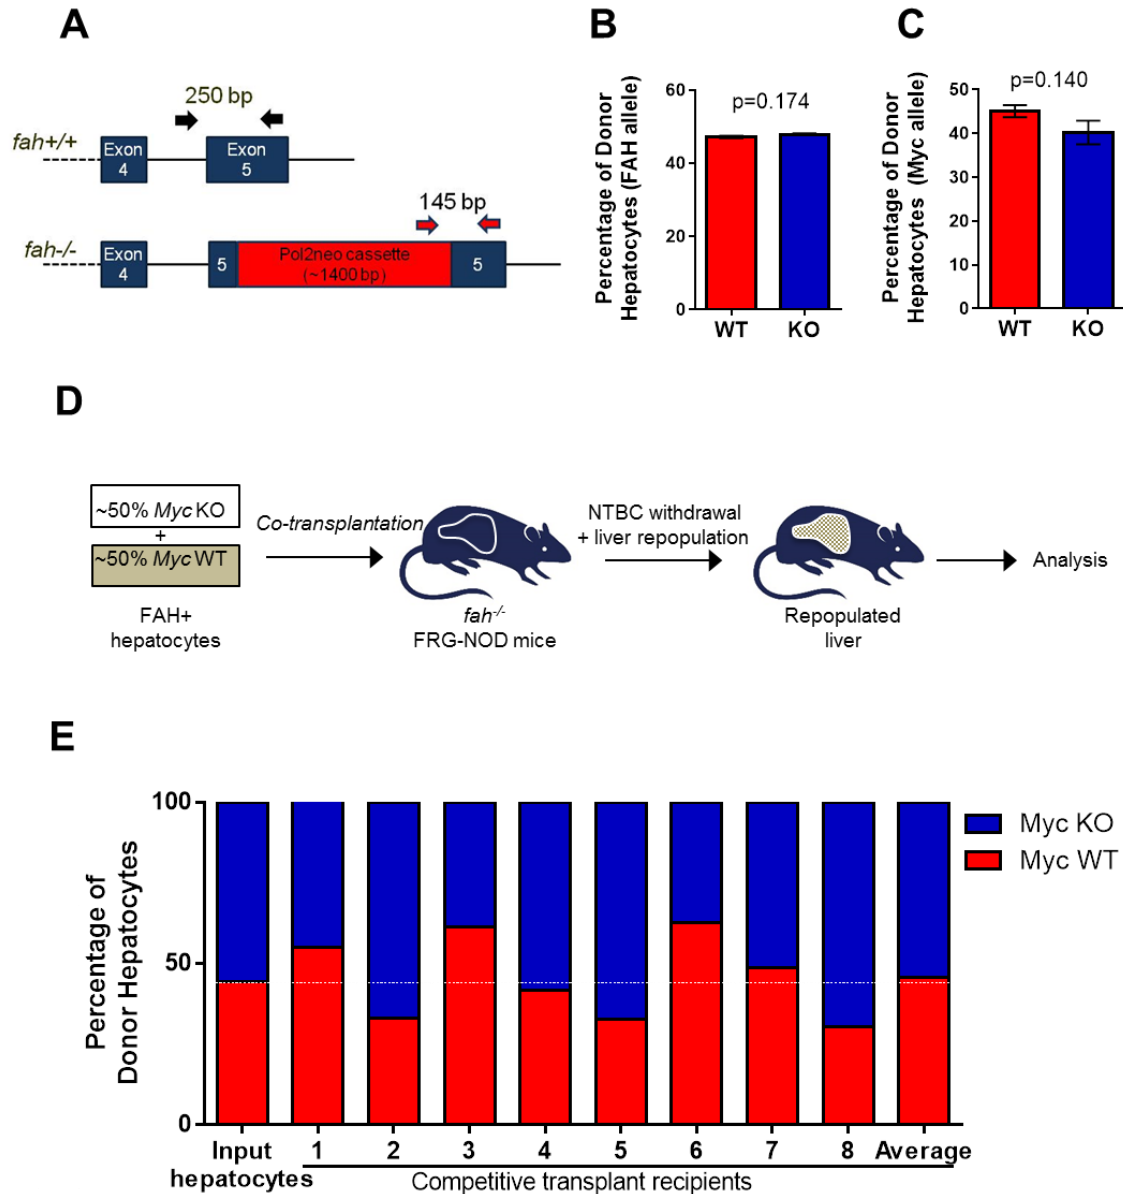 A
250 bp
fah+/+
Exon
4
Exon
5
145 bp
fah-/-
Exon
4
5
Pol2neo cassette
(~1400 bp)
5
B
Percentage of Donor
Hepatocytes (FAH allele)
60
40
20
0
p=0.174
WT
KO
C
Percentage of Donor
Hepatocytes (Myc allele)
50
40
30
20
10
0
p=0.140
WT
KO
D
~50% Myc KO
+
~50% Myc WT
FAH+
hepatocytes
Co-transplantation
fah-/-
FRG-NOD mice
NTBC withdrawal
+ liver repopulation
Repopulated
liver
Analysis
E
Percentage of
Donor Hepatocytes
100
50
0
Myc KO
Myc WT
Input
hepatocytes
1 2 3 4 5 6 7 8 Average
Competitive transplant recipients